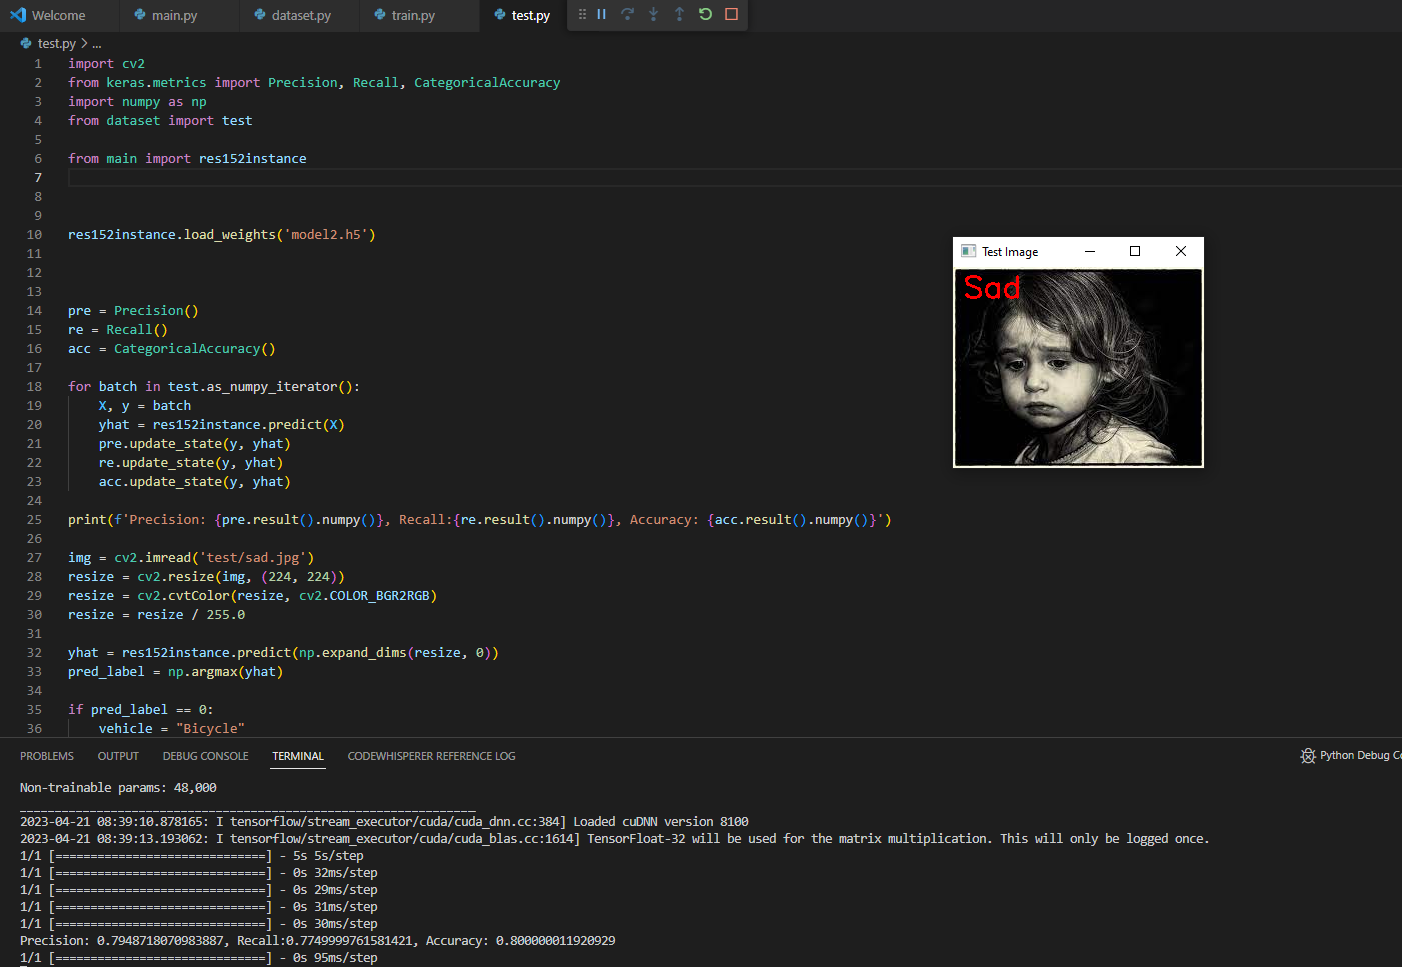 Welcome main.py dataset.py train.py test.py
test.py > ...
1 import cv2
2 from keras.metrics import Precision, Recall, CategoricalAccuracy
3 import numpy as np
4 from dataset import test
5
6 from main import res152instance
7
8
9
10 res152instance.load_weights('model2.h5')
11
12
13
14 pre = Precision()
15 re = Recall()
16 acc = CategoricalAccuracy()
17
18 for batch in test.as_numpy_iterator():
19     X, y = batch
20     yhat = res152instance.predict(X)
21     pre.update_state(y, yhat)
22     re.update_state(y, yhat)
23     acc.update_state(y, yhat)
24
25 print(f'Precision: {pre.result().numpy()}, Recall:{re.result().numpy()}, Accuracy: {acc.result().numpy()}')
26
27 img = cv2.imread('test/sad.jpg')
28 resize = cv2.resize(img, (224, 224))
29 resize = cv2.cvtColor(resize, cv2.COLOR_BGR2RGB)
30 resize = resize / 255.0
31
32 yhat = res152instance.predict(np.expand_dims(resize, 0))
33 pred_label = np.argmax(yhat)
34
35 if pred_label == 0:
36     vehicle = "Bicycle"
Test Image
Sad
PROBLEMS OUTPUT DEBUG CONSOLE TERMINAL CODEWHISPERER REFERENCE LOG
Python Debug Co
Non-trainable params: 48,000
_________________________________________________________________
2023-04-21 08:39:10.878165: I tensorflow/stream_executor/cuda/cuda_dnn.cc:384] Loaded cuDNN version 8100
2023-04-21 08:39:13.193062: I tensorflow/stream_executor/cuda/cuda_blas.cc:1614] TensorFloat-32 will be used for the matrix multiplication. This will only be logged once.
1/1 [==============================] - 5s 5s/step
1/1 [==============================] - 0s 32ms/step
1/1 [==============================] - 0s 29ms/step
1/1 [==============================] - 0s 31ms/step
1/1 [==============================] - 0s 30ms/step
Precision: 0.7948718070983887, Recall:0.7749999761581421, Accuracy: 0.800000011920929
1/1 [==============================] - 0s 95ms/step